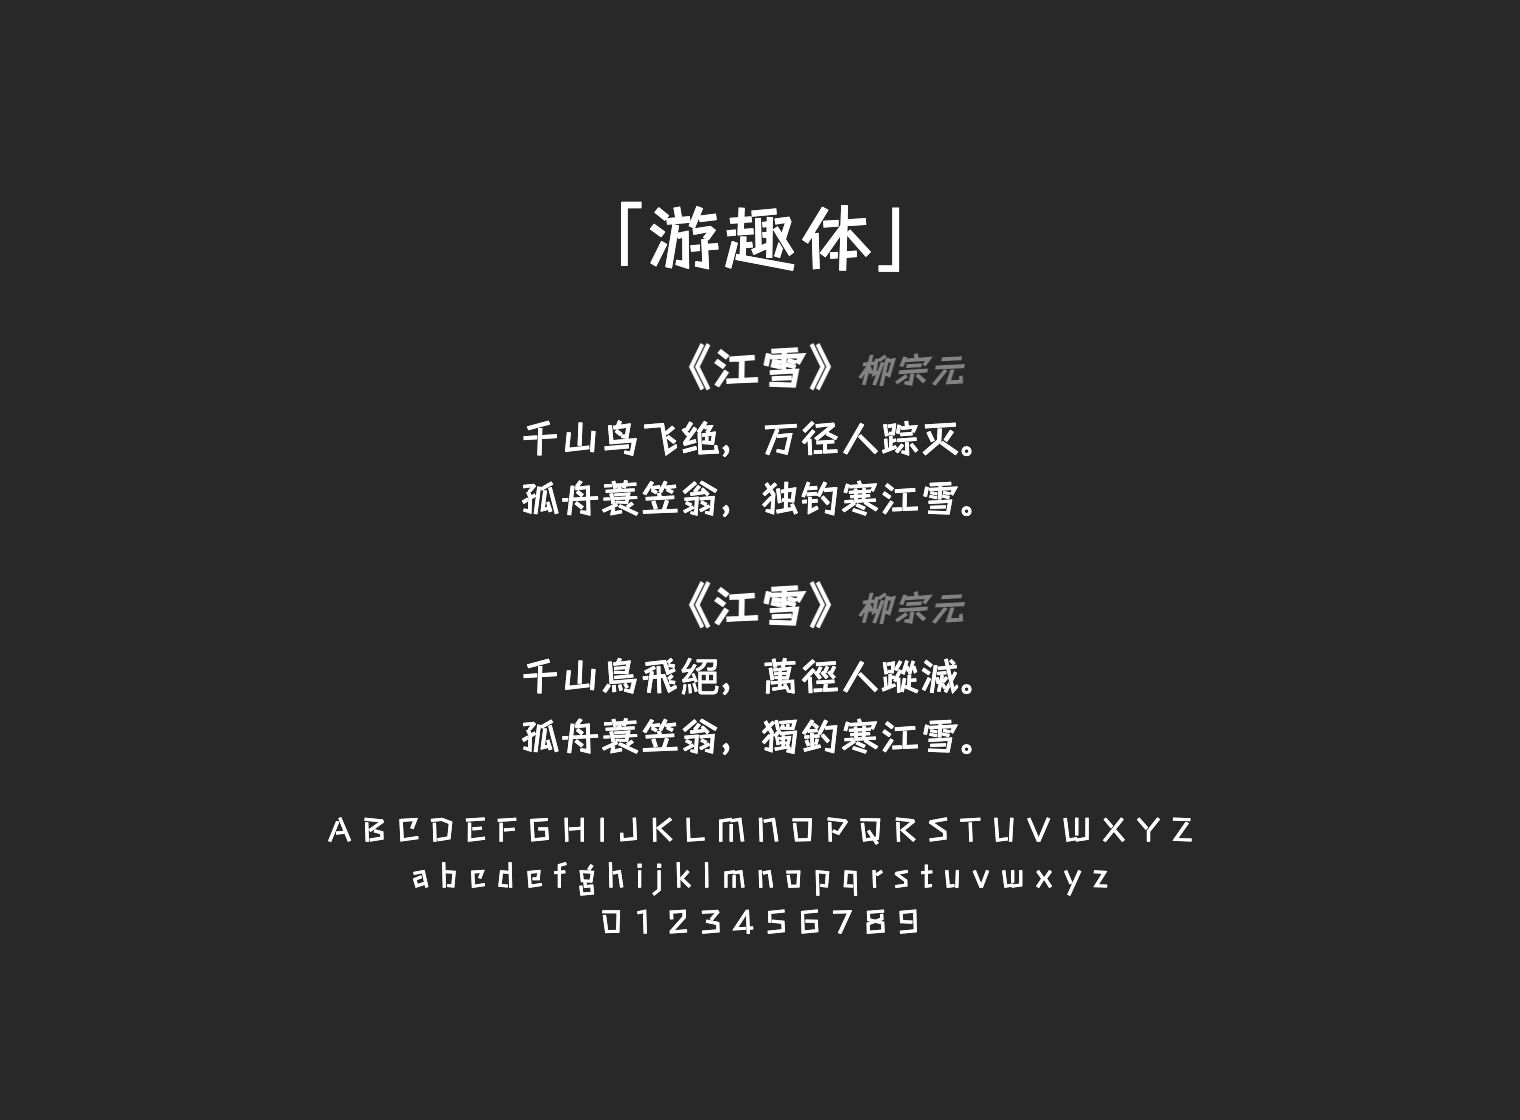 「游趣体」
《江雪》 柳宗元
千山鸟飞绝，万径人踪灭。
孤舟蓑笠翁，独钓寒江雪。
《江雪》 柳宗元
千山鳥飛絕，萬徑人蹤滅。
孤舟蓑笠翁，獨釣寒江雪。
A B C D E F G H I J K L M N O P Q R S T U V W X Y Z
a b c d e f g h i j k l m n o p q r s t u v w x y z
0 1 2 3 4 5 6 7 8 9